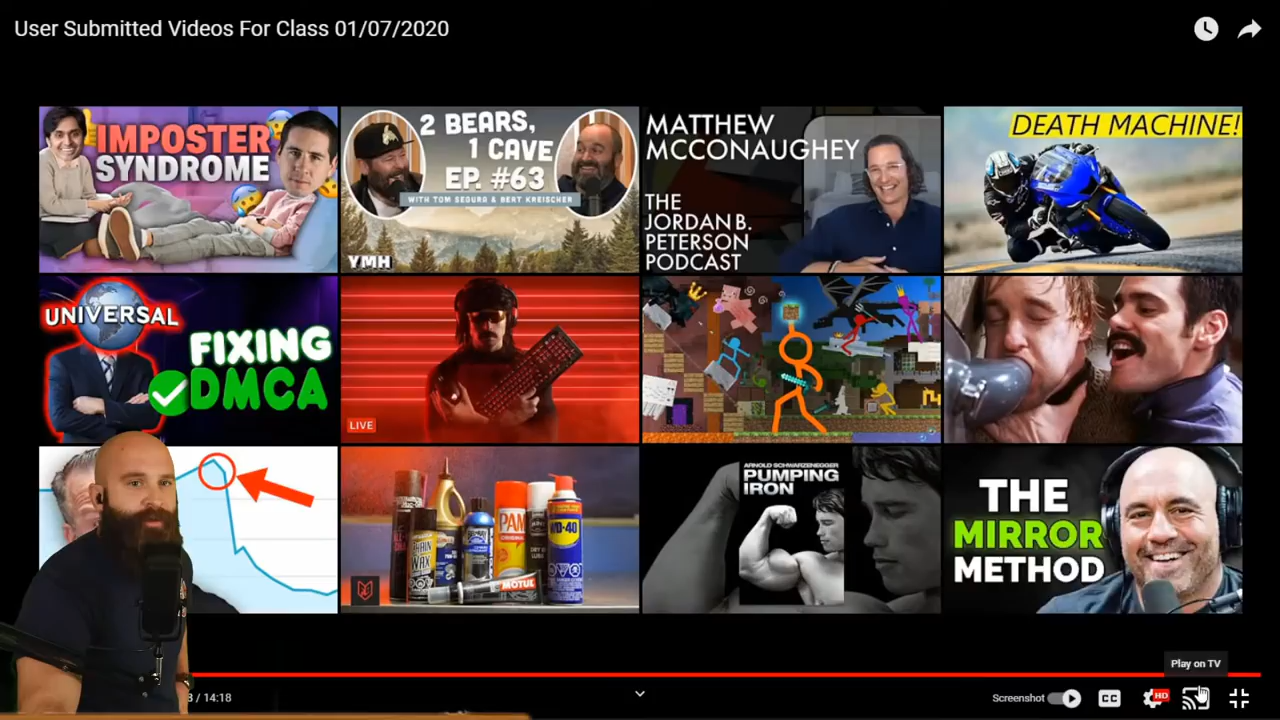 User Submitted Videos For Class 01/07/2020
IMPOSTER
SYNDROME
2 BEARS,
1 CAVE
EP. #63
WITH TOM SEGURA & BERT KREISCHER
YMH
MATTHEW
MCCONAUGHEY
THE
JORDAN B.
PETERSON
PODCAST
DEATH MACHINE!
UNIVERSAL
FIXING
DMCA
LIVE
PAM
WD-40
MOTUL
ARNOLD SCHWARZENEGGER
PUMPING
IRON
THE
MIRROR
METHOD
Play on TV
/ 14:18
Screenshot
CC
HD